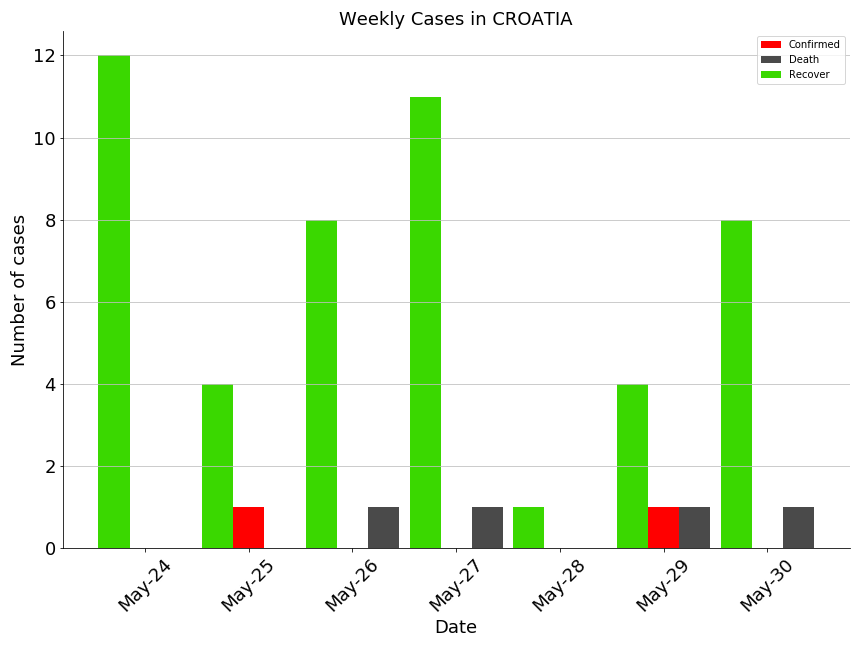 Weekly Cases in CROATIA
Confirmed
Death
Recover
Number of cases
12
10
8
6
4
2
0
May-24
May-25
May-26
May-27
May-28
May-29
May-30
Date